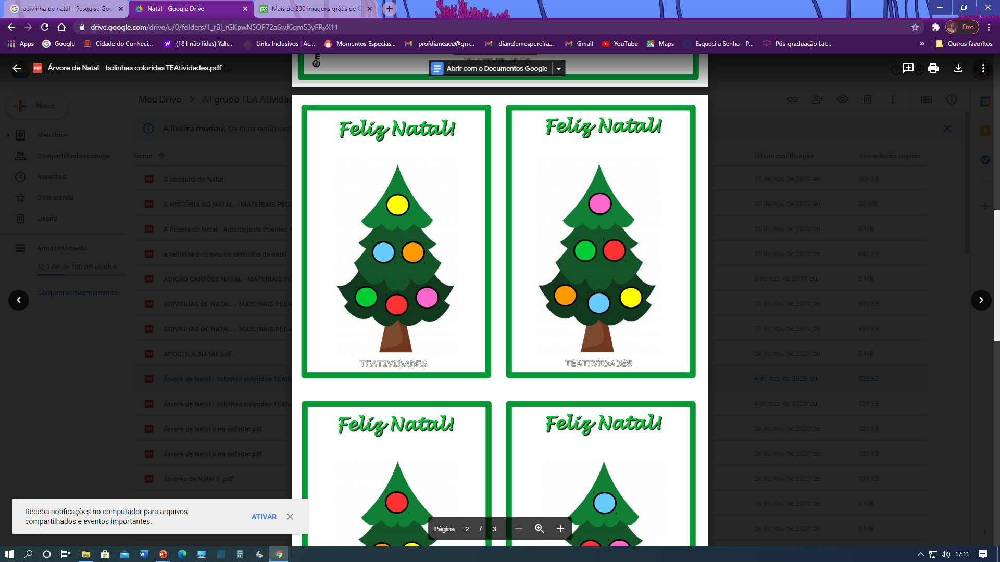 adivinha de natal - Pesquisa Goo
Natal - Google Drive
Mais de 200 imagens grátis de C
drive.google.com/drive/u/0/folders/1_rBI_rGKpwN5OP72a6wJ6qm53yFRyX11
Erro
Apps
Google
Cidade do Conheci...
(181 não lidas) Yah...
Links Inclusivos | Ac...
Momentos Especias...
profdianeaee@gm...
dianelemespereira...
Gmail
YouTube
Maps
Esqueci a Senha - P...
Pós-graduação Lat...
»
Outros favoritos
PDF
Árvore de Natal - bolinhas coloridas TEAtividades.pdf
@m
TEATIVIDADES
Abrir com o Documentos Google
Novo
Meu Drive
A1 grupo TEA Atividad
A lixeira mudou. Os itens serão excl
Meu Drive
Compartilhados comigo
Recentes
Com estrela
Lixeira
Armazenamento
32,5 GB de 100 GB usados
Comprar armazenamento
Nome
Última modificação
Tamanho do arquivo
A cerejeira do Natal
15 de nov. de 2019 eu
106 KB
A HISTÓRIA DO NATAL - MATERIAIS PEDA
17 de nov. de 2019 eu
22 MB
A Poesia do Natal - Antologia de Poemas
15 de nov. de 2019 eu
3 MB
a velhinha q comeu os símbolos de natal
15 de nov. de 2019 eu
642 KB
ADIÇÃO CARTÕES NATAL - MATERIAIS PE
3 de dez. de 2019 eu
2 MB
ADIVINHAS DE NATAL - MATERIAIS PEDA
15 de nov. de 2019 eu
831 KB
ADIVINHAS DE NATAL - MATERIAIS PEDA
17 de nov. de 2019 eu
831 KB
APOSTILA_NATAL.pdf
28 de nov. de 2020 eu
3 MB
Árvore de Natal - bolinhas coloridas TEAtiv
4 de dez. de 2020 eu
529 KB
Árvore de Natal - bolinhas coloridas TEAtiv
4 de dez. de 2020 eu
529 KB
Árvore de Natal para enfeitar.pdf
28 de nov. de 2020 eu
121 KB
Árvore de Natal para enfeitar.pdf
28 de nov. de 2020 eu
121 KB
Árvores de Natal 2 .pdf
28 de nov. de 2020 eu
138 KB
16 de nov. de 2019 eu
3 MB
28 de nov. de 2020 eu
3 MB
Feliz Natal!
Feliz Natal!
TEATIVIDADES
TEATIVIDADES
Feliz Natal!
Feliz Natal!
Receba notificações no computador para arquivos
compartilhados e eventos importantes.
ATIVAR
Página 2 / 3
17:11